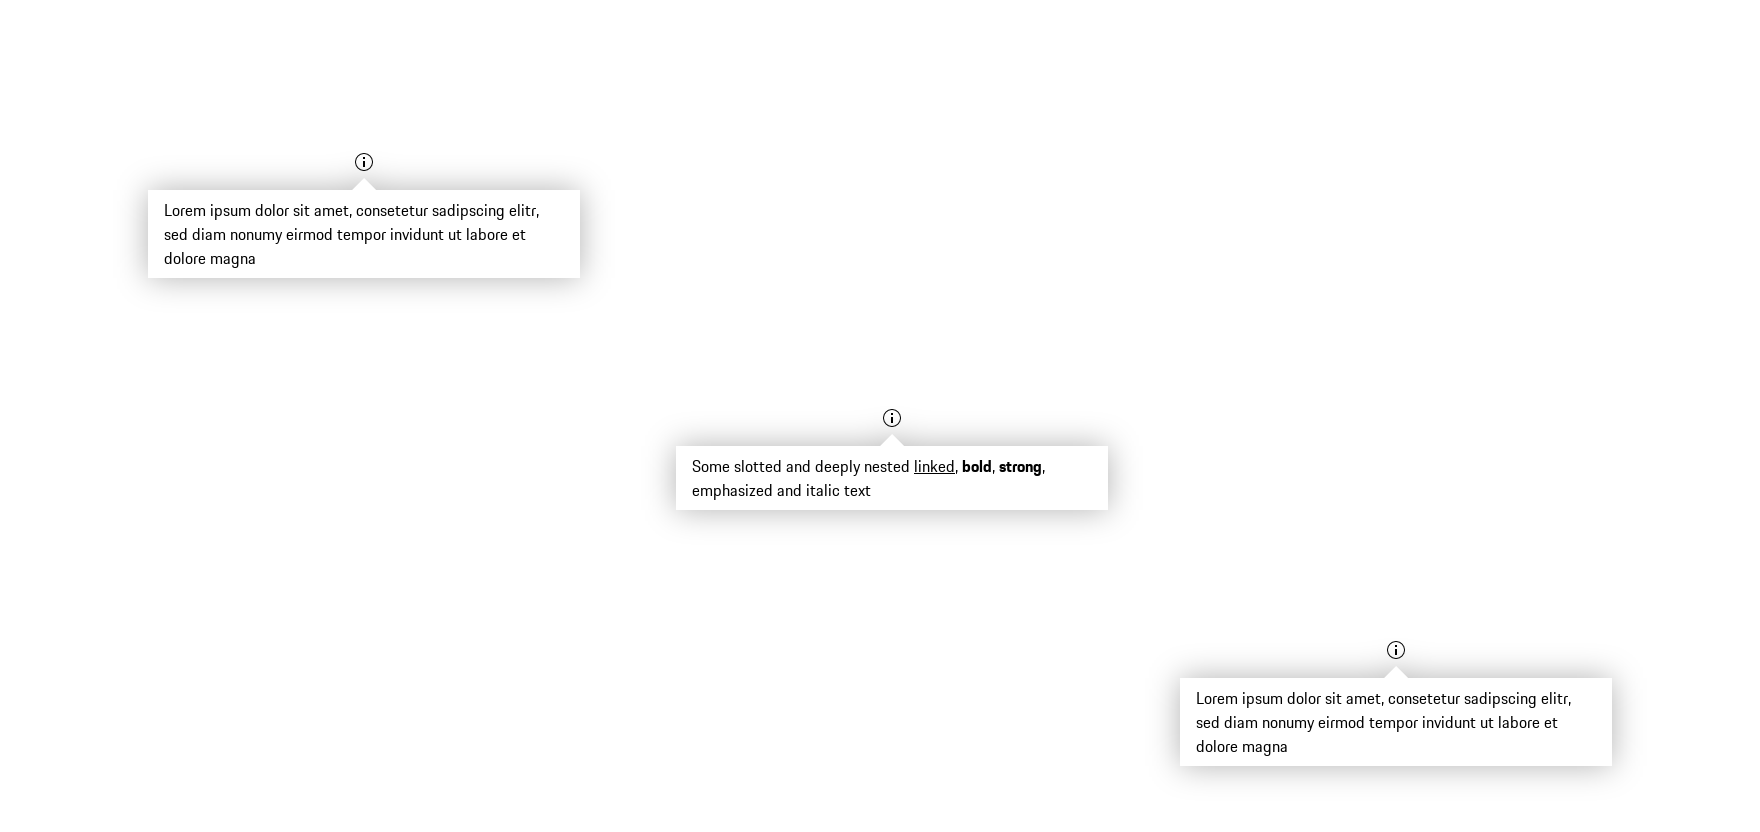 Lorem ipsum dolor sit amet, consetetur sadipscing elitr,
sed diam nonumy eirmod tempor invidunt ut labore et
dolore magna
Some slotted and deeply nested linked, bold, strong,
emphasized and italic text
Lorem ipsum dolor sit amet, consetetur sadipscing elitr,
sed diam nonumy eirmod tempor invidunt ut labore et
dolore magna